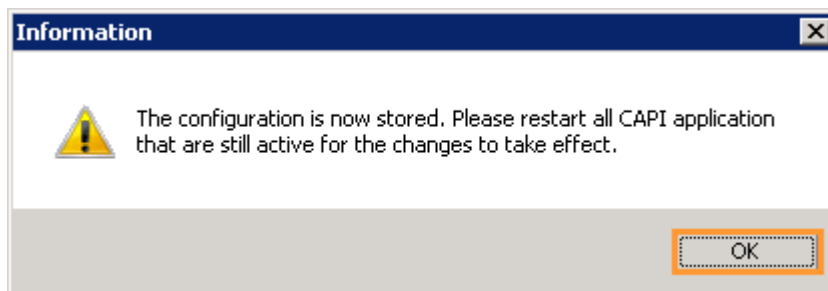 Information
The configuration is now stored. Please restart all CAPI application
that are still active for the changes to take effect.
OK